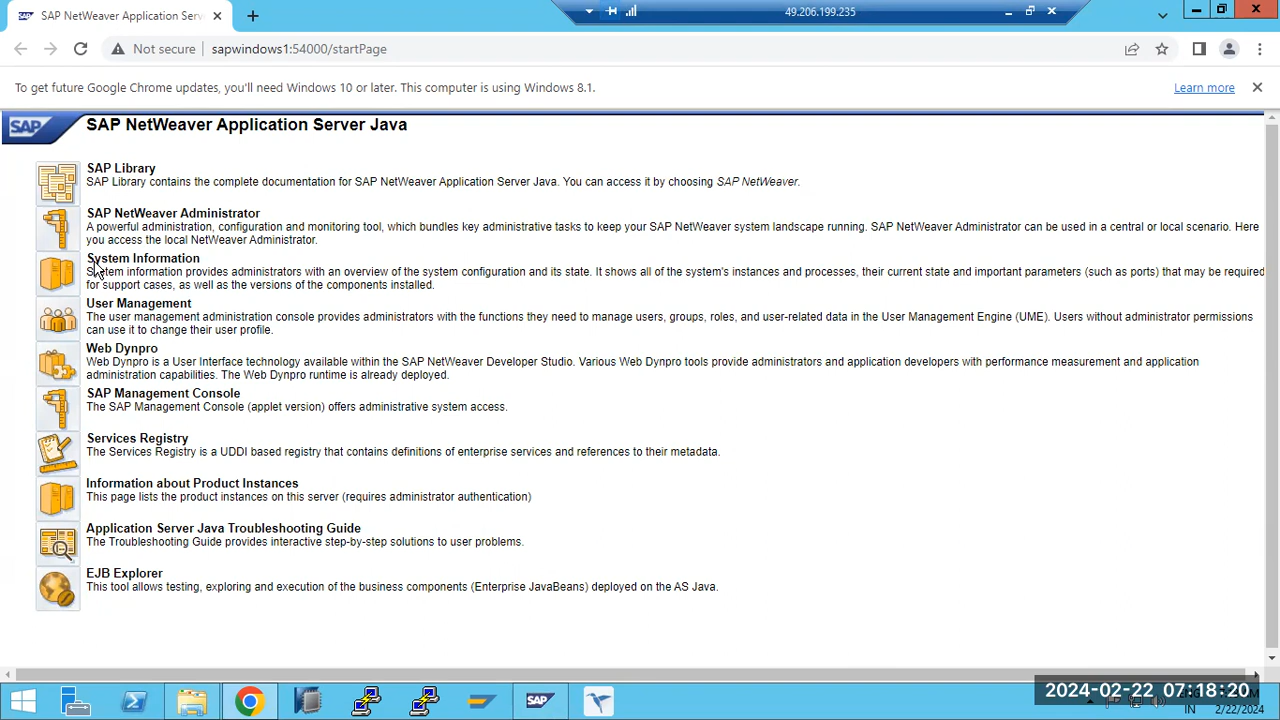 SAP NetWeaver Application Serv
49.206.199.235
Not secure
sapwindows1:54000/startPage
To get future Google Chrome updates, you'll need Windows 10 or later. This computer is using Windows 8.1.
Learn more
SAP
SAP NetWeaver Application Server Java
SAP Library
SAP Library contains the complete documentation for SAP NetWeaver Application Server Java. You can access it by choosing SAP NetWeaver.
SAP NetWeaver Administrator
A powerful administration, configuration and monitoring tool, which bundles key administrative tasks to keep your SAP NetWeaver system landscape running. SAP NetWeaver Administrator can be used in a central or local scenario. Here
you access the local NetWeaver Administrator.
System Information
System information provides administrators with an overview of the system configuration and its state. It shows all of the system's instances and processes, their current state and important parameters (such as ports) that may be required
for support cases, as well as the versions of the components installed.
User Management
The user management administration console provides administrators with the functions they need to manage users, groups, roles, and user-related data in the User Management Engine (UME). Users without administrator permissions
can use it to change their user profile.
Web Dynpro
Web Dynpro is a User Interface technology available within the SAP NetWeaver Developer Studio. Various Web Dynpro tools provide administrators and application developers with performance measurement and application
administration capabilities. The Web Dynpro runtime is already deployed.
SAP Management Console
The SAP Management Console (applet version) offers administrative system access.
Services Registry
The Services Registry is a UDDI based registry that contains definitions of enterprise services and references to their metadata.
Information about Product Instances
This page lists the product instances on this server (requires administrator authentication)
Application Server Java Troubleshooting Guide
The Troubleshooting Guide provides interactive step-by-step solutions to user problems.
EJB Explorer
This tool allows testing, exploring and execution of the business components (Enterprise JavaBeans) deployed on the AS Java.
SAP
2024-02-22 07:18:20
IN
2/22/2024